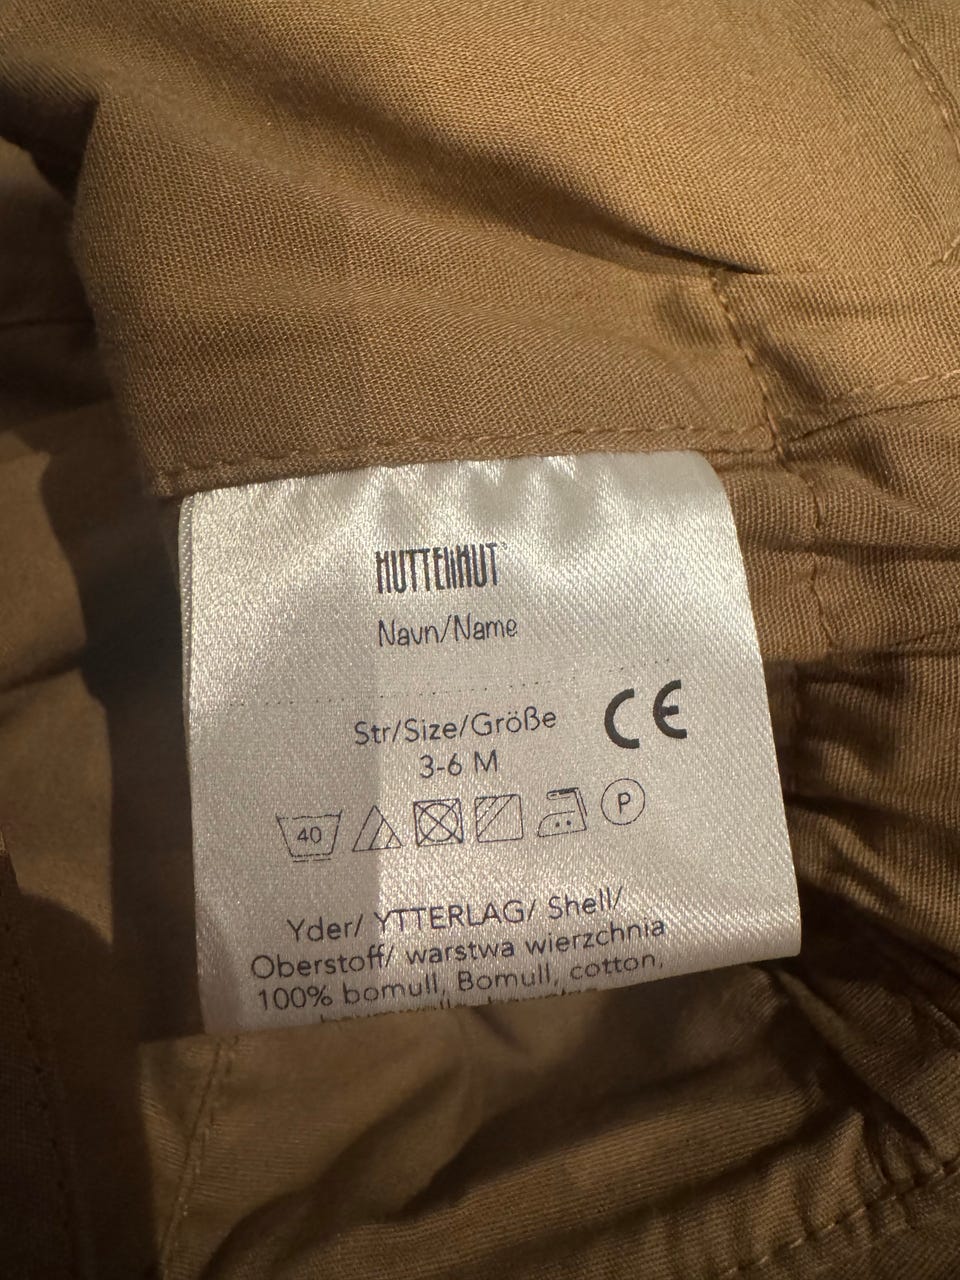 HUTTEliHUT®
Navn/Name
Str/Size/Größe CE
3-6 M
40 P
Yder/ YTTERLAG/ Shell/
Oberstoff/ warstwa wierzchnia
100% bomull, Bomull, cotton,